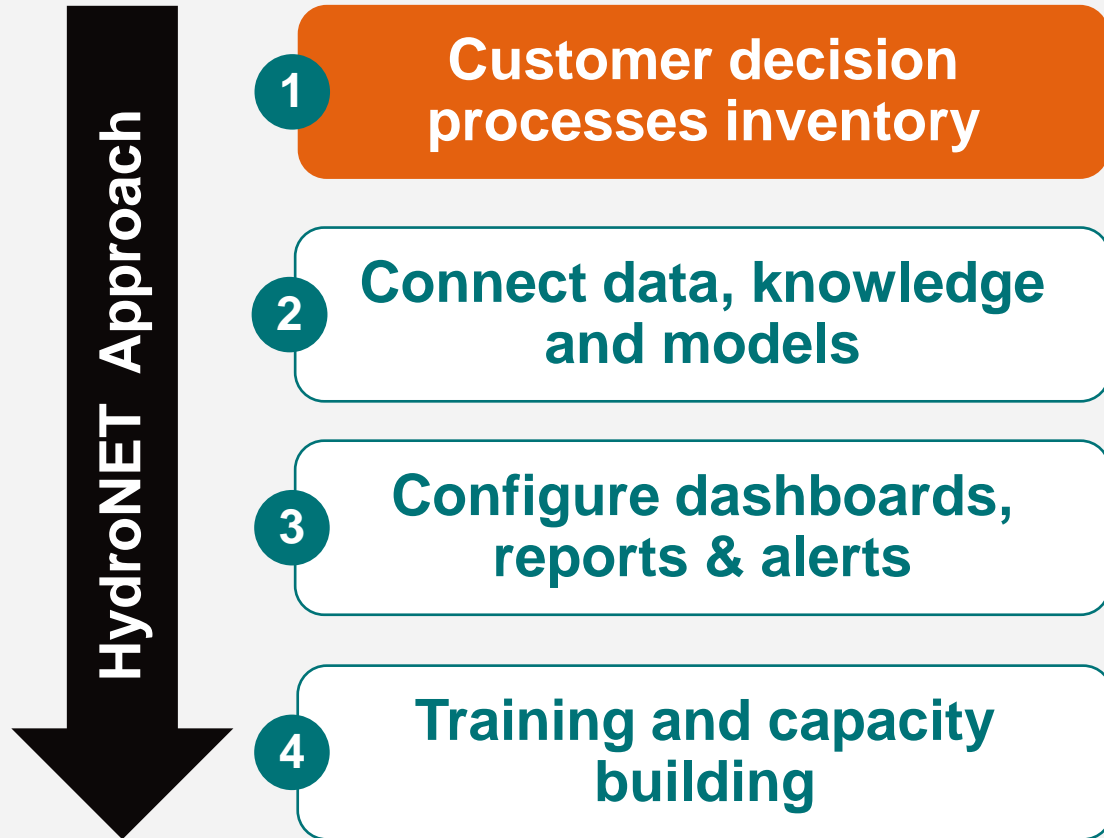 HydroNET Approach
1
Customer decision
processes inventory
2
Connect data, knowledge
and models
3
Configure dashboards,
reports & alerts
4
Training and capacity
building